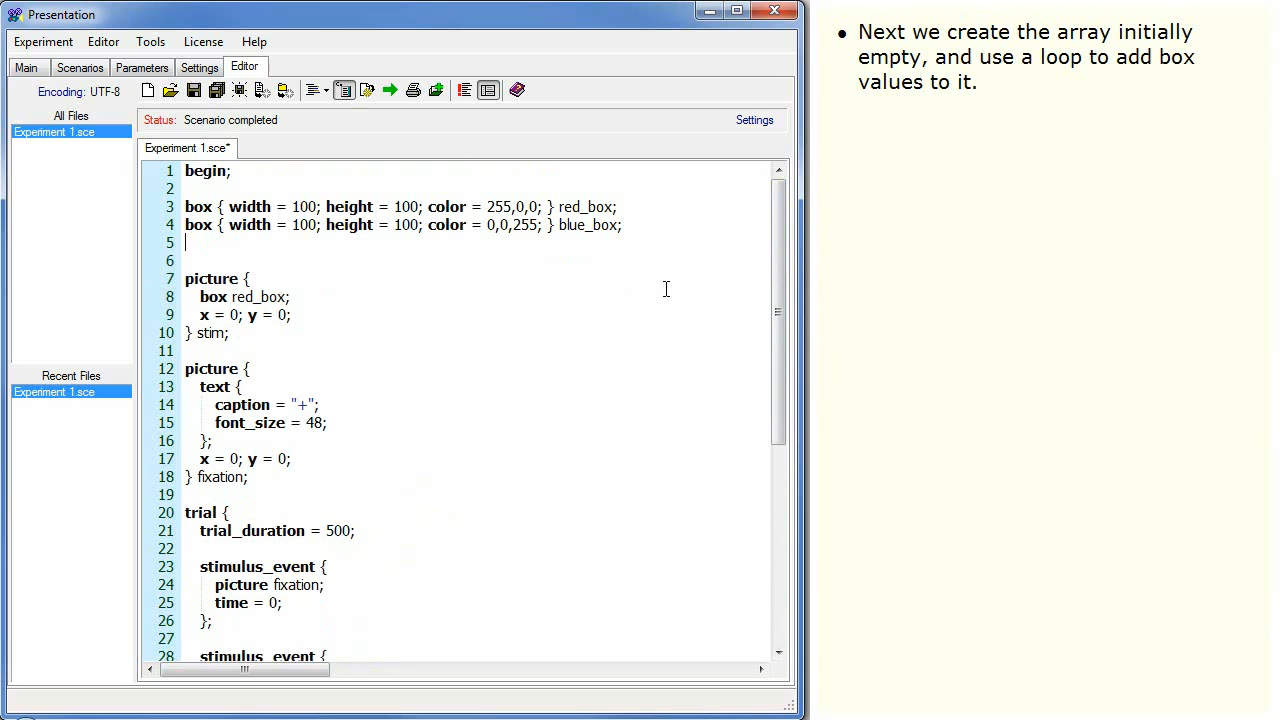 Presentation
Experiment Editor Tools License Help
Main Scenarios Parameters Settings Editor
Encoding: UTF-8
All Files
Experiment 1.sce
Recent Files
Experiment 1.sce
Status: Scenario completed Settings
Experiment 1.sce*
1 begin;
2
3 box { width = 100; height = 100; color = 255,0,0; } red_box;
4 box { width = 100; height = 100; color = 0,0,255; } blue_box;
5
6
7 picture {
8 box red_box;
9 x = 0; y = 0;
10 } stim;
11
12 picture {
13 text {
14 caption = "+";
15 font_size = 48;
16 };
17 x = 0; y = 0;
18 } fixation;
19
20 trial {
21 trial_duration = 500;
22
23 stimulus_event {
24 picture fixation;
25 time = 0;
26 };
27
28 stimulus_event {
• Next we create the array initially
empty, and use a loop to add box
values to it.